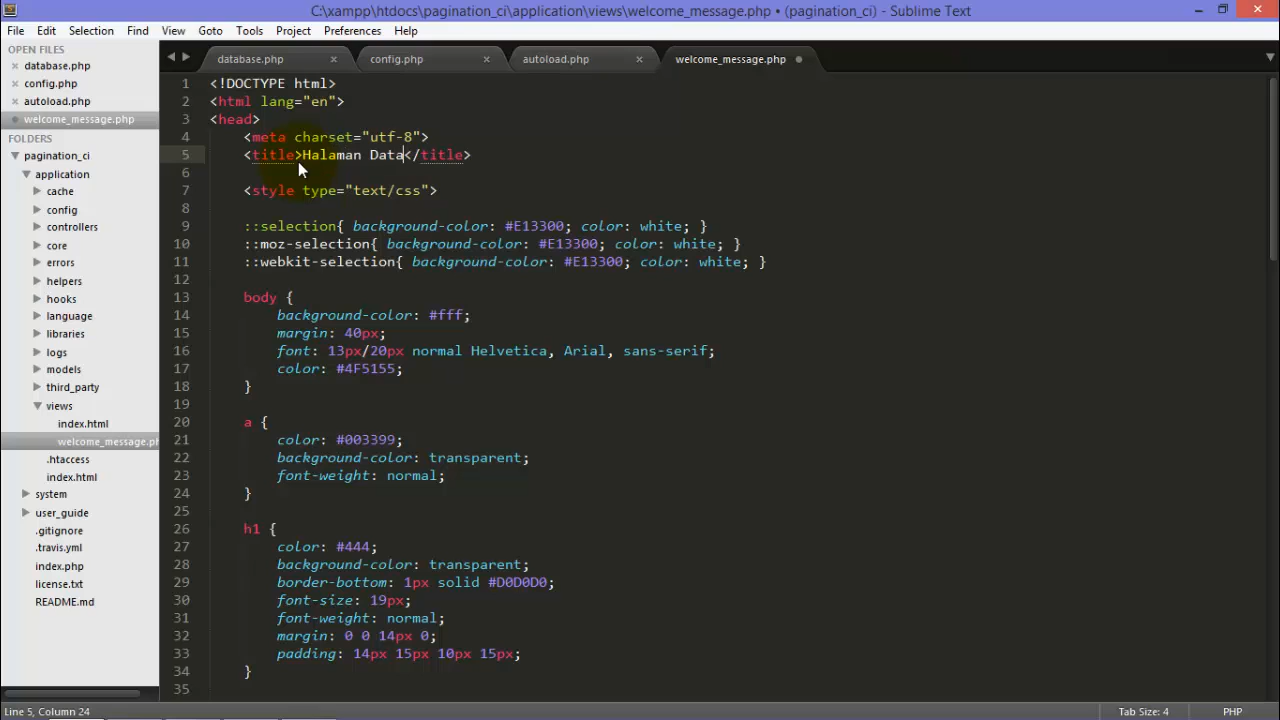 C:\xampp\htdocs\pagination_ci\application\views\welcome_message.php • (pagination_ci) - Sublime Text
File Edit Selection Find View Goto Tools Project Preferences Help
OPEN FILES
database.php
config.php
autoload.php
welcome_message.php
FOLDERS
pagination_ci
application
cache
config
controllers
core
errors
helpers
hooks
language
libraries
logs
models
third_party
views
index.html
welcome_message.ph
.htaccess
index.html
system
user_guide
.gitignore
.travis.yml
index.php
license.txt
README.md
database.php config.php autoload.php welcome_message.php
1 <!DOCTYPE html>
2 <html lang="en">
3 <head>
4 <meta charset="utf-8">
5 <title>Halaman Data</title>
6
7 <style type="text/css">
8
9 ::selection{ background-color: #E13300; color: white; }
10 ::moz-selection{ background-color: #E13300; color: white; }
11 ::webkit-selection{ background-color: #E13300; color: white; }
12
13 body {
14 background-color: #fff;
15 margin: 40px;
16 font: 13px/20px normal Helvetica, Arial, sans-serif;
17 color: #4F5155;
18 }
19
20 a {
21 color: #003399;
22 background-color: transparent;
23 font-weight: normal;
24 }
25
26 h1 {
27 color: #444;
28 background-color: transparent;
29 border-bottom: 1px solid #D0D0D0;
30 font-size: 19px;
31 font-weight: normal;
32 margin: 0 0 14px 0;
33 padding: 14px 15px 10px 15px;
34 }
35
Line 5, Column 24 Tab Size: 4 PHP